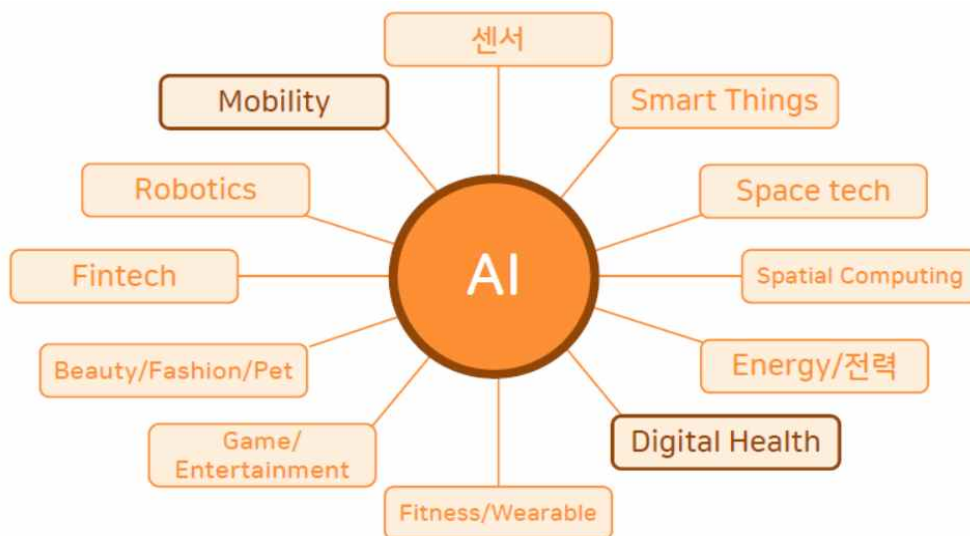 센서
Mobility
Smart Things
Robotics
Space tech
AI
Fintech
Spatial Computing
Beauty/Fashion/Pet
Energy/전력
Game/
Entertainment
Digital Health
Fitness/Wearable